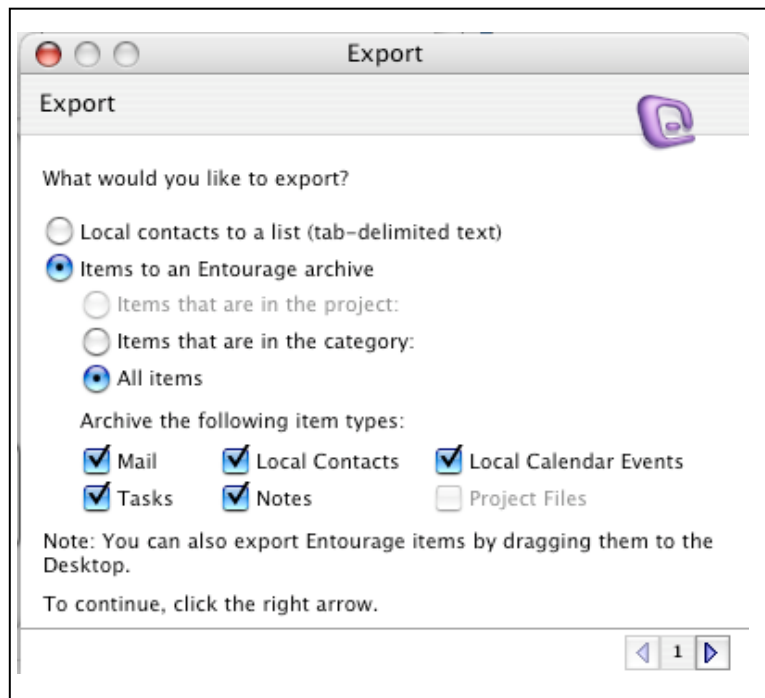 Export
Export
What would you like to export?
Local contacts to a list (tab-delimited text)
Items to an Entourage archive
Items that are in the project:
Items that are in the category:
All items
Archive the following item types:
Mail Local Contacts Local Calendar Events
Tasks Notes Project Files
Note: You can also export Entourage items by dragging them to the
Desktop.
To continue, click the right arrow.
1